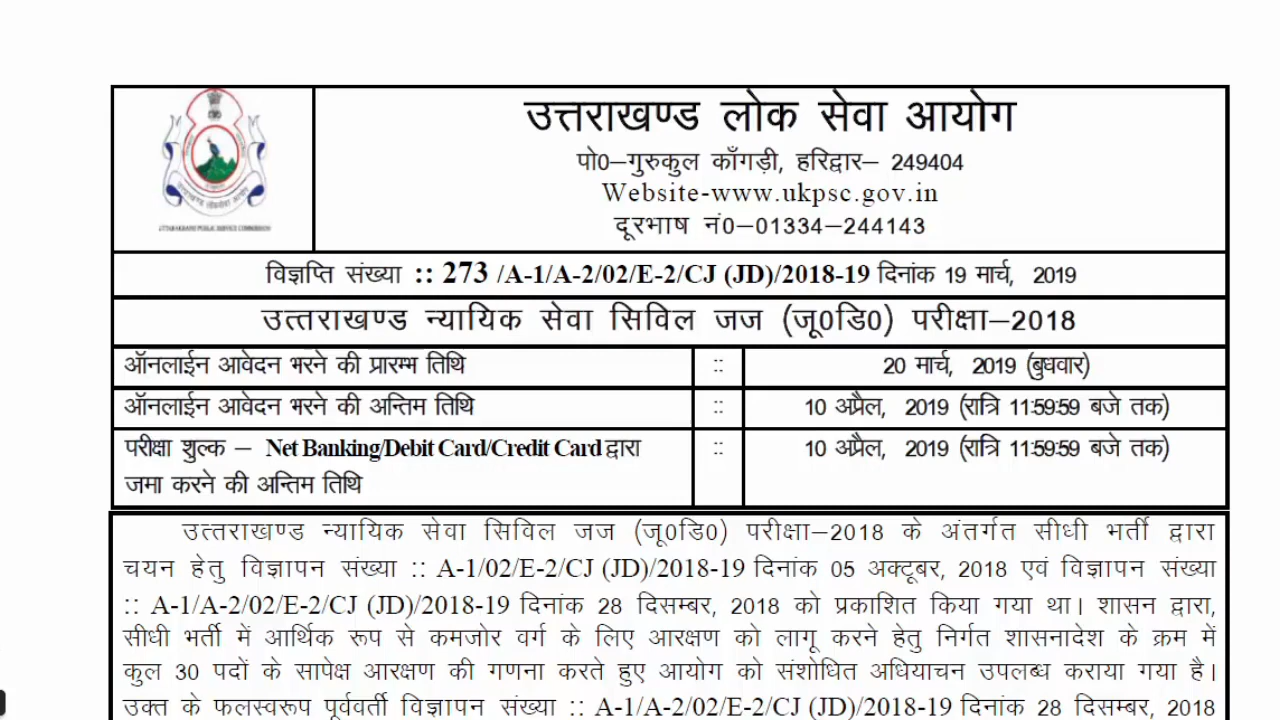 उत्तराखण्ड लोक सेवा आयोग
पो0–गुरुकुल काँगड़ी, हरिद्वार– 249404
Website-www.ukpsc.gov.in
दूरभाष नं0–01334–244143
UTTARAKHAND PUBLIC SERVICE COMMISSION
विज्ञप्ति संख्या :: 273 /A-1/A-2/02/E-2/CJ (JD)/2018-19 दिनांक 19 मार्च, 2019
उत्तराखण्ड न्यायिक सेवा सिविल जज (जू0डि0) परीक्षा–2018
ऑनलाईन आवेदन भरने की प्रारम्भ तिथि :: 20 मार्च, 2019 (बुधवार)
ऑनलाईन आवेदन भरने की अन्तिम तिथि :: 10 अप्रैल, 2019 (रात्रि 11:59:59 बजे तक)
परीक्षा शुल्क – Net Banking/Debit Card/Credit Card द्वारा :: 10 अप्रैल, 2019 (रात्रि 11:59:59 बजे तक)
जमा करने की अन्तिम तिथि
उत्तराखण्ड न्यायिक सेवा सिविल जज (जू0डि0) परीक्षा–2018 के अंतर्गत सीधी भर्ती द्वारा
चयन हेतु विज्ञापन संख्या :: A-1/02/E-2/CJ (JD)/2018-19 दिनांक 05 अक्टूबर, 2018 एवं विज्ञापन संख्या
:: A-1/A-2/02/E-2/CJ (JD)/2018-19 दिनांक 28 दिसम्बर, 2018 को प्रकाशित किया गया था। शासन द्वारा,
सीधी भर्ती में आर्थिक रूप से कमजोर वर्ग के लिए आरक्षण को लागू करने हेतु निर्गत शासनादेश के क्रम में
कुल 30 पदों के सापेक्ष आरक्षण की गणना करते हुए आयोग को संशोधित अधियाचन उपलब्ध कराया गया है।
उक्त के फलस्वरूप पूर्ववर्ती विज्ञापन संख्या :: A-1/A-2/02/E-2/CJ (JD)/2018-19 दिनांक 28 दिसम्बर, 2018